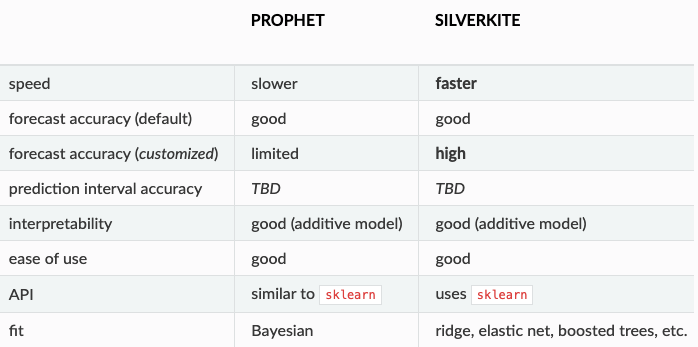 PROPHET SILVERKITE
speed slower faster
forecast accuracy (default) good good
forecast accuracy (customized) limited high
prediction interval accuracy TBD TBD
interpretability good (additive model) good (additive model)
ease of use good good
API similar to sklearn uses sklearn
fit Bayesian ridge, elastic net, boosted trees, etc.